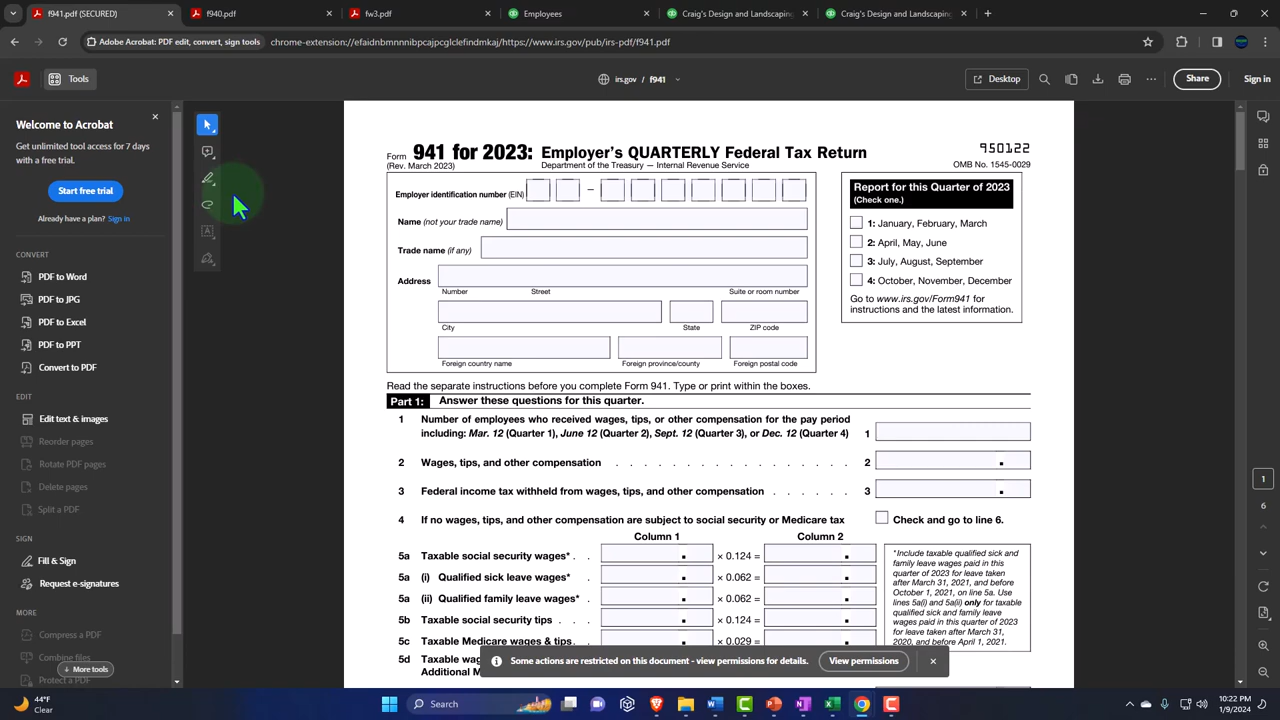 f941.pdf (SECURED)
f940.pdf
fw3.pdf
Employees
Craig's Design and Landscaping
Craig's Design and Landscaping
Adobe Acrobat: PDF edit, convert, sign tools
chrome-extension://efaidnbmnnnibpcajpcglclefindmkaj/https://www.irs.gov/pub/irs-pdf/f941.pdf
Tools
irs.gov / f941
Desktop
Share
Sign in
Welcome to Acrobat
Get unlimited tool access for 7
days with a free trial.
Start free trial
Already have a plan? Sign in
CONVERT
PDF to Word
PDF to JPG
PDF to Excel
PDF to PPT
Convert to PDF
EDIT
Edit text & images
Reorder pages
Rotate PDF pages
Delete pages
Split a PDF
SIGN
Fill & Sign
Request e-signatures
MORE
Compress a PDF
Combine files
Protect a PDF
More tools
Form 941 for 2023: Employer's QUARTERLY Federal Tax Return
(Rev. March 2023) Department of the Treasury — Internal Revenue Service
950122
OMB No. 1545-0029
Employer identification number (EIN) –
Name (not your trade name)
Trade name (if any)
Address
Number Street Suite or room number
City State ZIP code
Foreign country name Foreign province/county Foreign postal code
Report for this Quarter of 2023
(Check one.)
1: January, February, March
2: April, May, June
3: July, August, September
4: October, November, December
Go to www.irs.gov/Form941 for
instructions and the latest information.
Read the separate instructions before you complete Form 941. Type or print within the boxes.
Part 1: Answer these questions for this quarter.
1 Number of employees who received wages, tips, or other compensation for the pay period
including: Mar. 12 (Quarter 1), June 12 (Quarter 2), Sept. 12 (Quarter 3), or Dec. 12 (Quarter 4) 1
2 Wages, tips, and other compensation . . . . . . . . . . . . . . . . . 2 .
3 Federal income tax withheld from wages, tips, and other compensation . . . . . . 3 .
4 If no wages, tips, and other compensation are subject to social security or Medicare tax Check and go to line 6.
Column 1 Column 2
5a Taxable social security wages* . . . × 0.124 = .
5a (i) Qualified sick leave wages* . . × 0.062 = .
5a (ii) Qualified family leave wages* . . × 0.062 = .
5b Taxable social security tips . . × 0.124 = .
5c Taxable Medicare wages & tips . . × 0.029 = .
5d Taxable wag
Additional M
*Include taxable qualified sick and
family leave wages paid in this
quarter of 2023 for leave taken
after March 31, 2021, and before
October 1, 2021, on line 5a. Use
lines 5a(i) and 5a(ii) only for taxable
qualified sick and family leave
wages paid in this quarter of 2023
for leave taken after March 31,
2020, and before April 1, 2021.
Some actions are restricted on this document - view permissions for details.
View permissions
1
6
44°F
Clear
Search
10:22 PM
1/9/2024